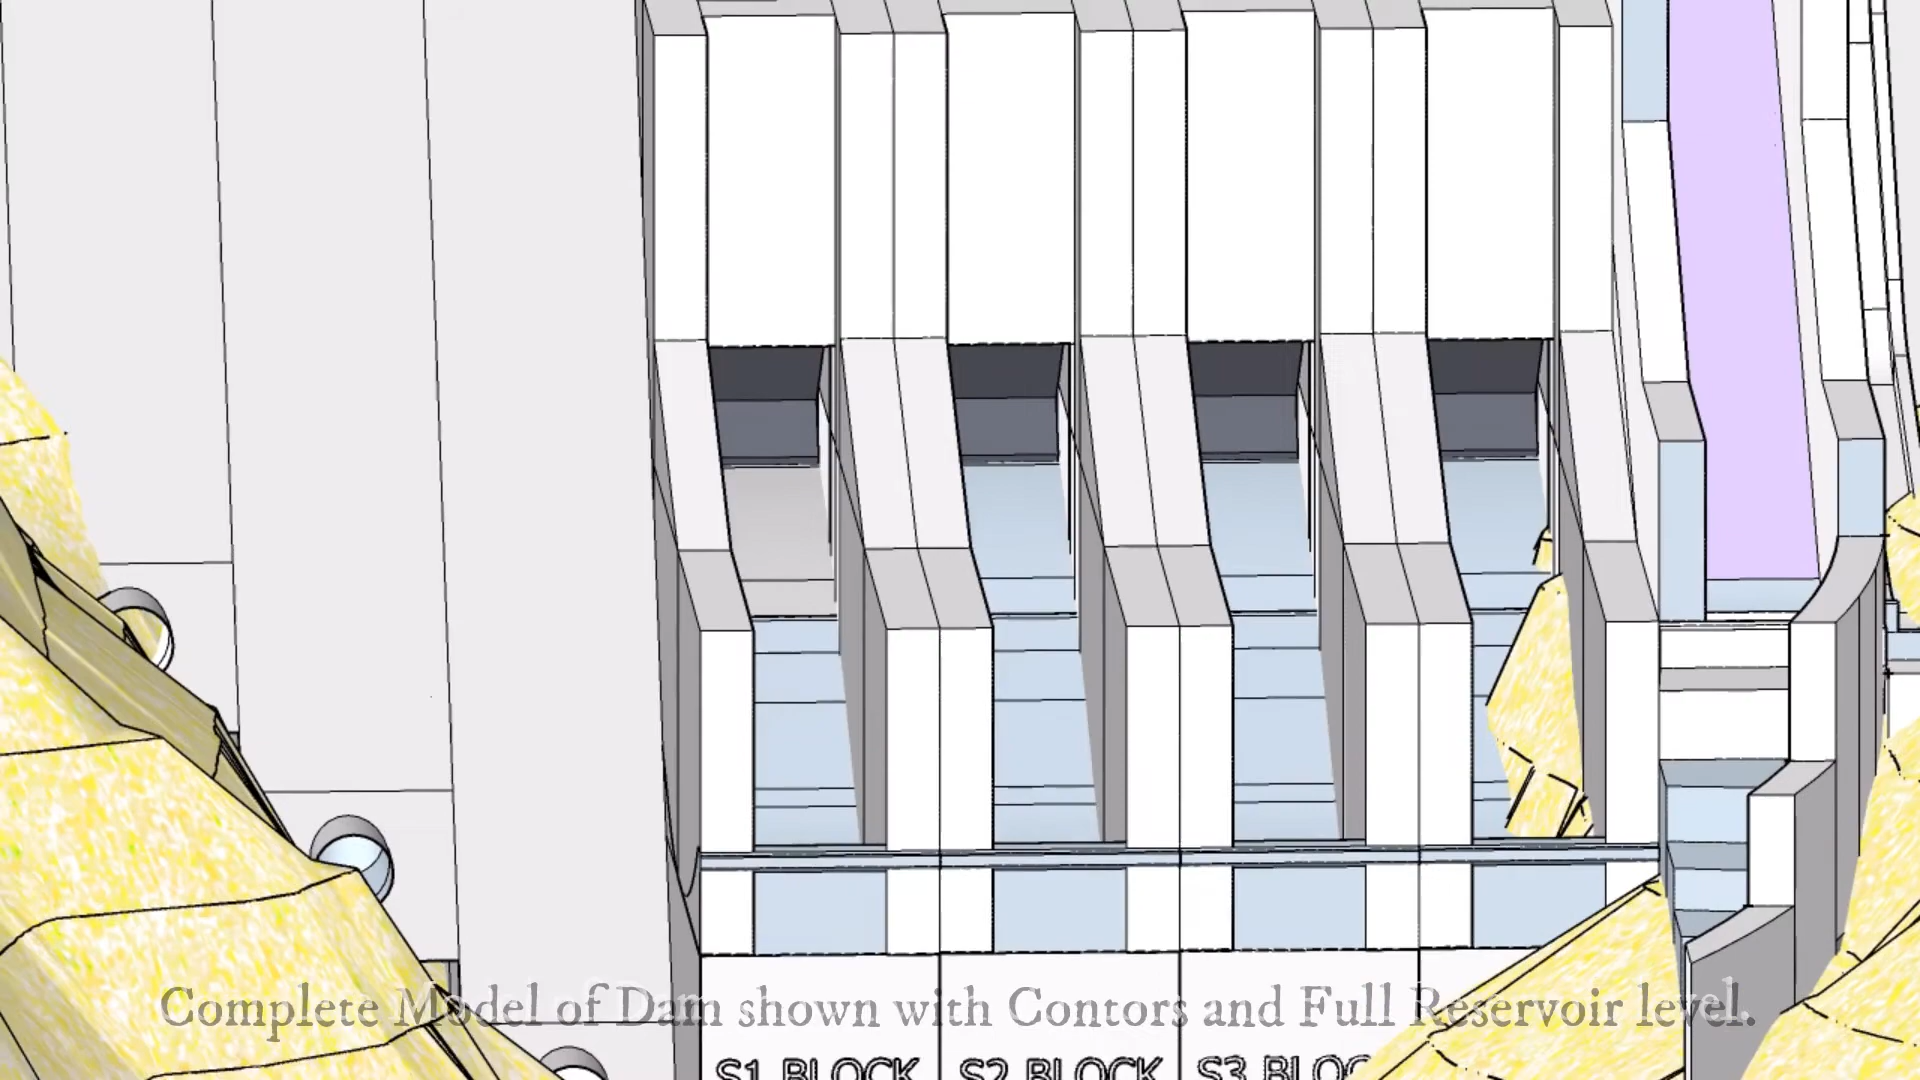 Complete Model of Dam shown with Contors and Full Reservoir level.
S1 BLOCK S2 BLOCK S3 BLOC